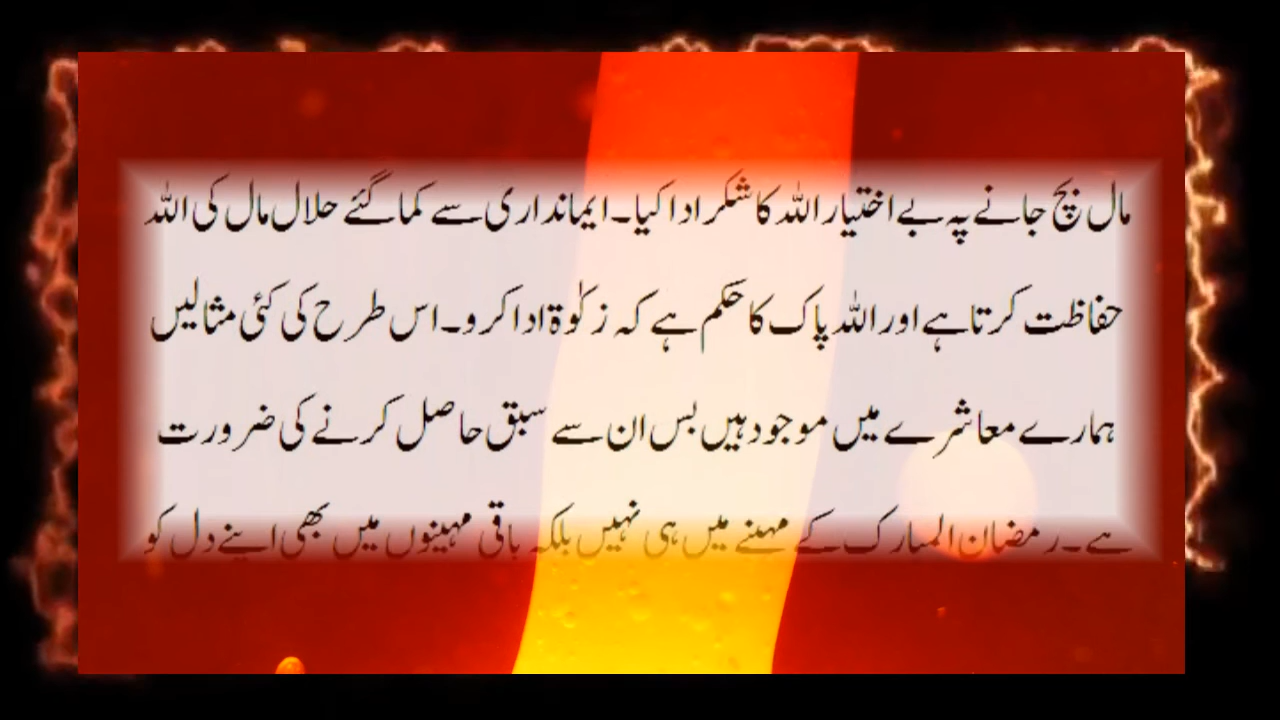 مال بچ جانے پہ بے اختیار اللہ کا شکر ادا کیا۔ ایمانداری سے کمائے گئے حلال مال کی اللہ
حفاظت کرتا ہے اور اللہ پاک کا حکم ہے کہ زکوٰۃ ادا کرو۔ اس طرح کی کئی مثالیں
ہمارے معاشرے میں موجود ہیں بس ان سے سبق حاصل کرنے کی ضرورت
ہے۔ رمضان المبارک کے مہینے میں ہی نہیں بلکہ باقی مہینوں میں بھی اپنے دل کو